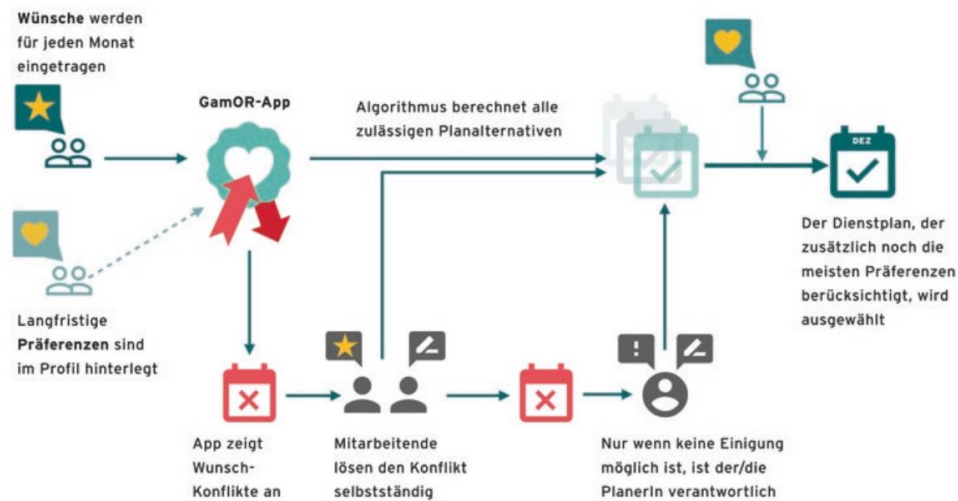 Wünsche werden
für jeden Monat
eingetragen
GamOR-App
Algorithmus berechnet alle
zulässigen Planalternativen
DEZ
Der Dienstplan, der
zusätzlich noch die
meisten Präferenzen
berücksichtigt, wird
ausgewählt
Langfristige
Präferenzen sind
im Profil hinterlegt
App zeigt
Wunsch-
Konflikte an
Mitarbeitende
lösen den Konflikt
selbstständig
!
Nur wenn keine Einigung
möglich ist, ist der/die
PlanerIn verantwortlich